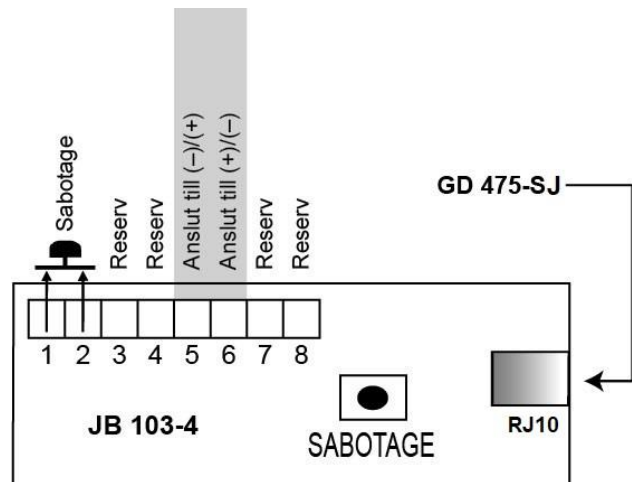 Sabotage
Reserv
Reserv
Anslut till (–)/(+)
Anslut till (+)/(–)
Reserv
Reserv
GD 475-SJ
1 2 3 4 5 6 7 8
JB 103-4
SABOTAGE
RJ10